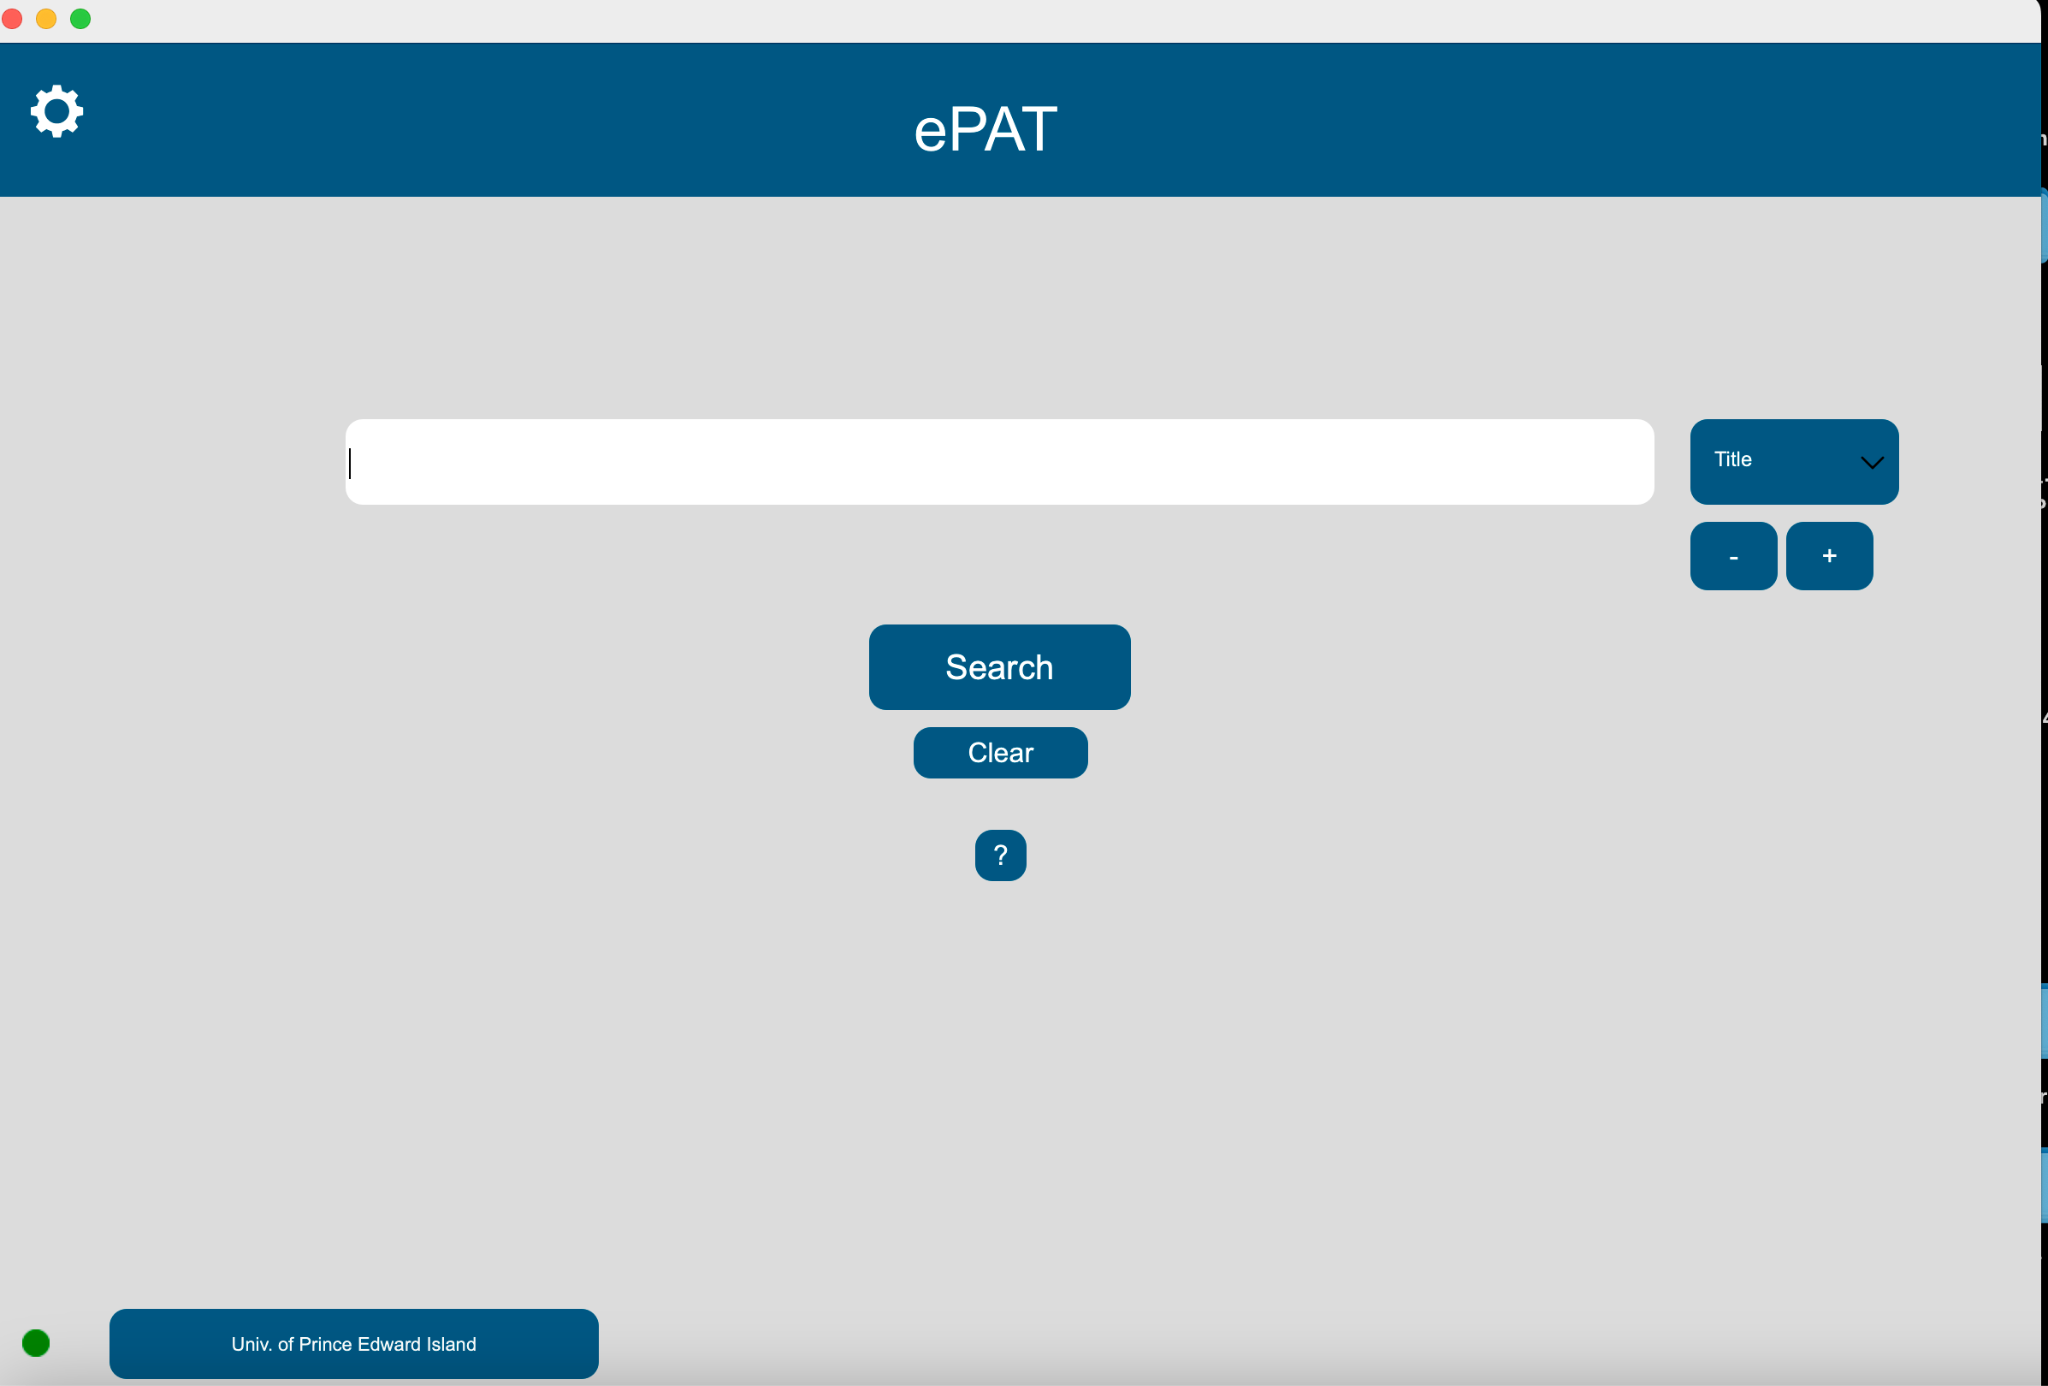 ePAT
Title
- +
Search
Clear
?
Univ. of Prince Edward Island